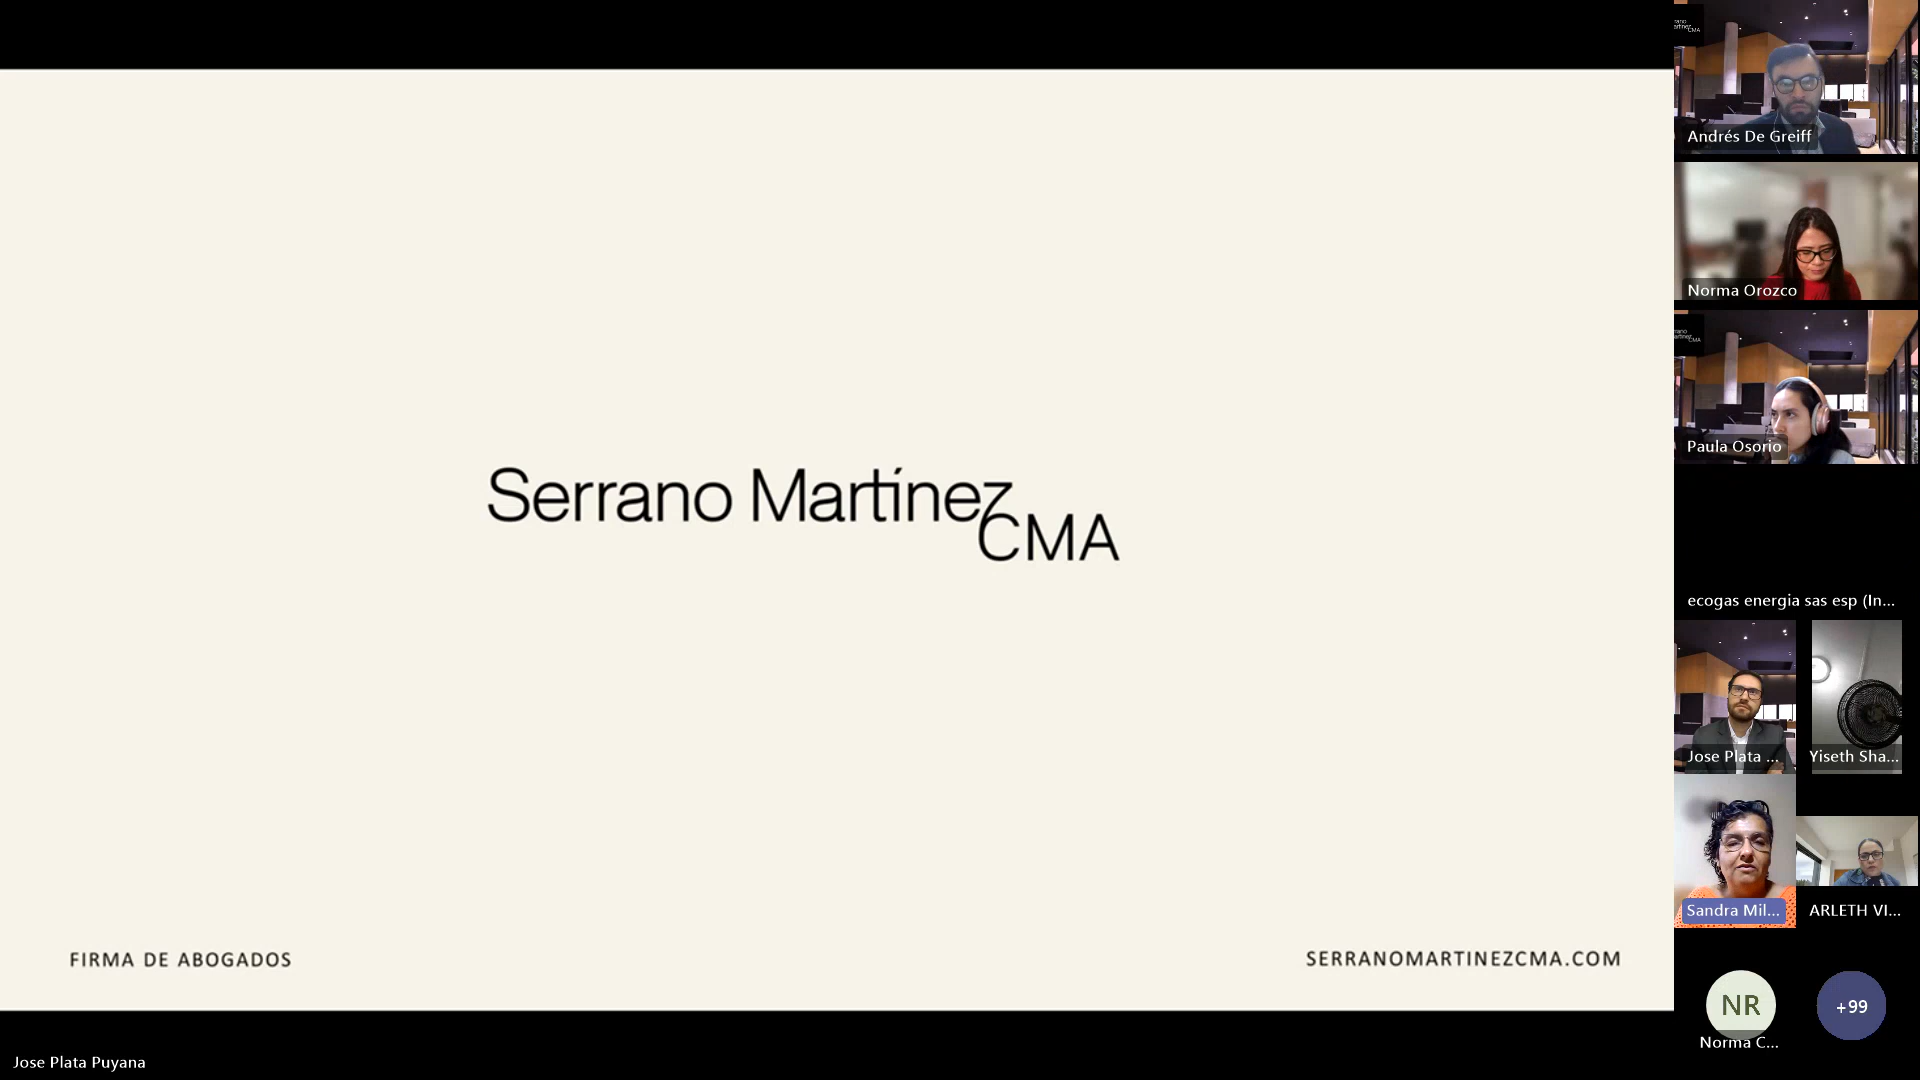 Serrano Martínez
CMA
FIRMA DE ABOGADOS
SERRANOMARTINEZCMA.COM
Jose Plata Puyana
Andrés De Greiff
Norma Orozco
Paula Osorio
ecogas energia sas esp (In...
Jose Plata ...
Yiseth Sha...
Sandra Mil...
ARLETH VI...
NR
Norma C...
+99